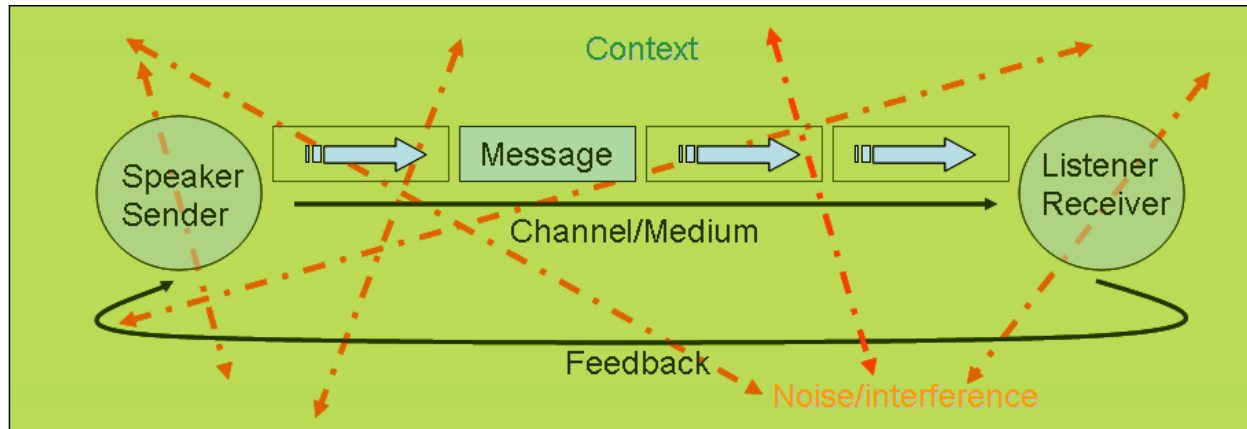 Context
Speaker
Sender
Message
Listener
Receiver
Channel/Medium
Feedback
Noise/interference